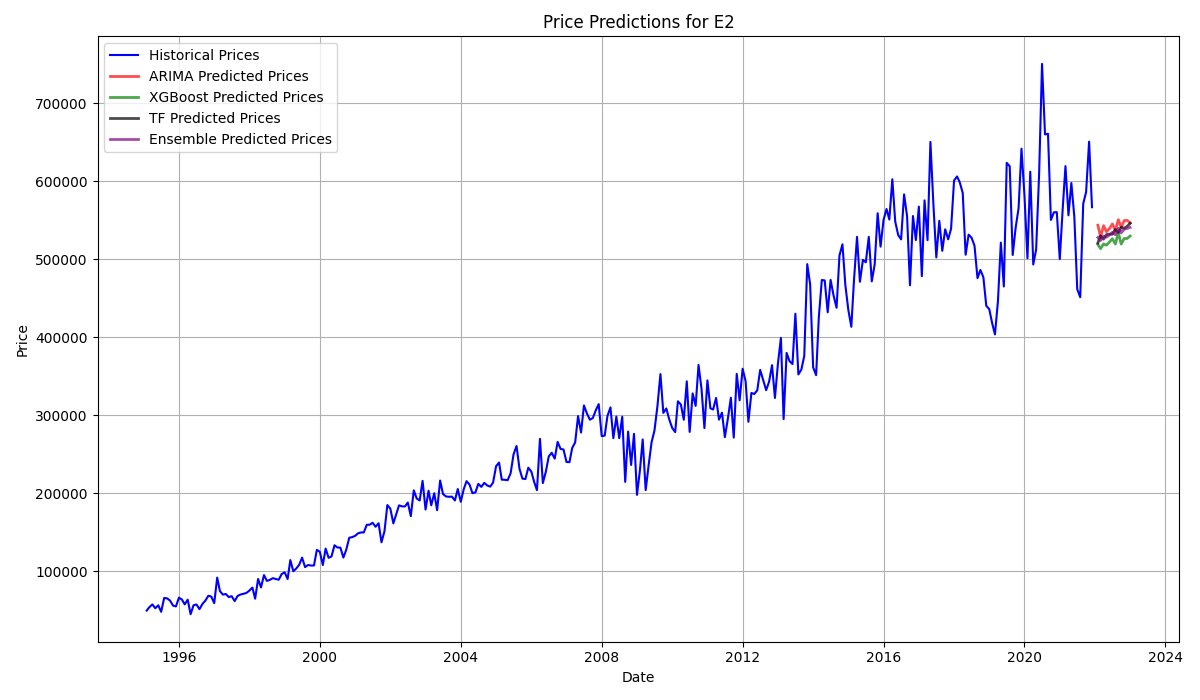 Price Predictions for E2
Historical Prices
ARIMA Predicted Prices
XGBoost Predicted Prices
TF Predicted Prices
Ensemble Predicted Prices
700000
600000
500000
400000
300000
200000
100000
Price
1996 2000 2004 2008 2012 2016 2020 2024
Date